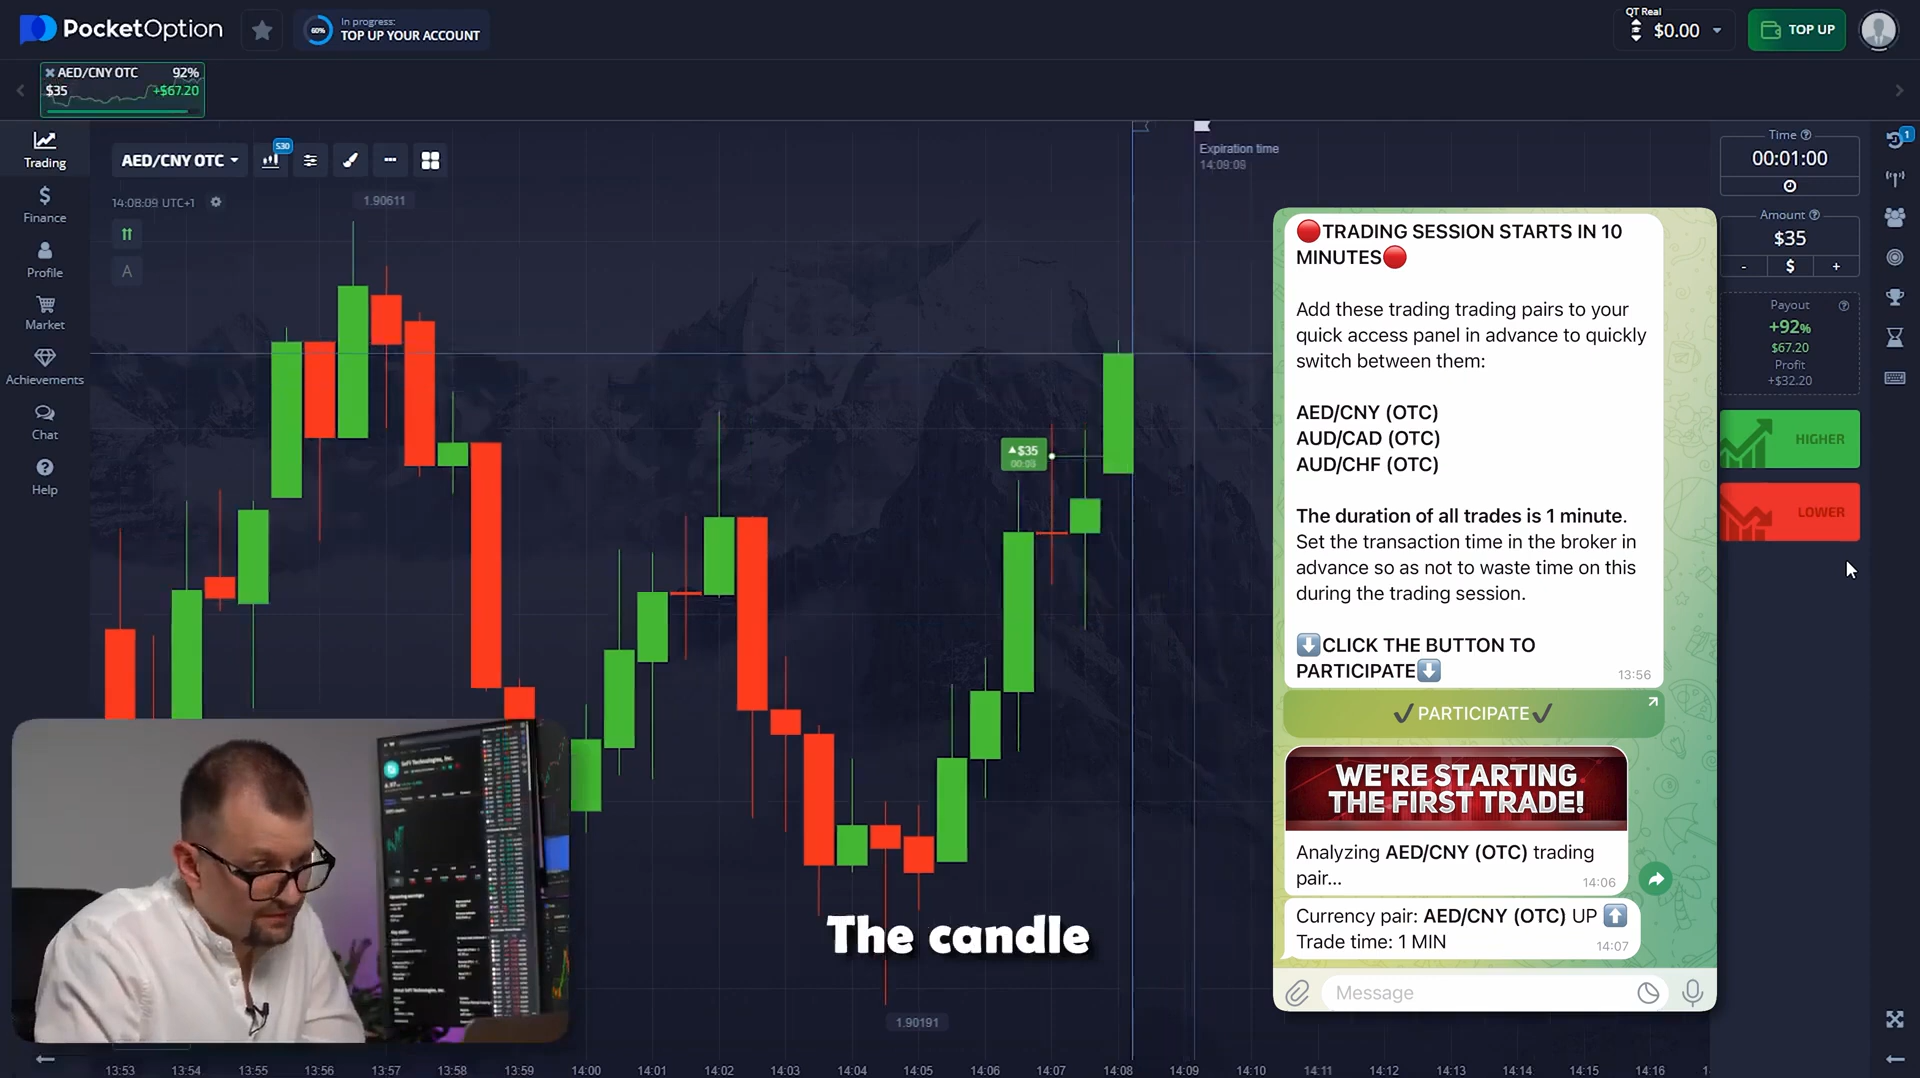 PocketOption
60%
In progress:
TOP UP YOUR ACCOUNT
QT Real
$0.00
TOP UP
AED/CNY OTC 92%
$35 +$67.20
Trading
Finance
Profile
Market
Achievements
Chat
Help
AED/CNY OTC
S30
14:08:09 UTC+1
A
1.90611
Expiration time
14:09:09
$35
1.90191
Time
00:01:00
Amount
$35
- $ +
Payout
+92%
$67.20
Profit
+$32.20
HIGHER
LOWER
1
🔴TRADING SESSION STARTS IN 10
MINUTES🔴
Add these trading trading pairs to your
quick access panel in advance to quickly
switch between them:
AED/CNY (OTC)
AUD/CAD (OTC)
AUD/CHF (OTC)
The duration of all trades is 1 minute.
Set the transaction time in the broker in
advance so as not to waste time on this
during the trading session.
⬇️CLICK THE BUTTON TO
PARTICIPATE⬇️
13:56
✓PARTICIPATE✓
WE'RE STARTING
THE FIRST TRADE!
Analyzing AED/CNY (OTC) trading
pair...
14:06
Currency pair: AED/CNY (OTC) UP ⬆️
Trade time: 1 MIN
14:07
Message
SoFi Technologies, Inc.
The candle
13:53 13:54 13:55 13:56 13:57 13:58 13:59 14:00 14:01 14:02 14:03 14:04 14:05 14:06 14:07 14:08 14:09 14:10 14:11 14:12 14:13 14:14 14:15 14:16